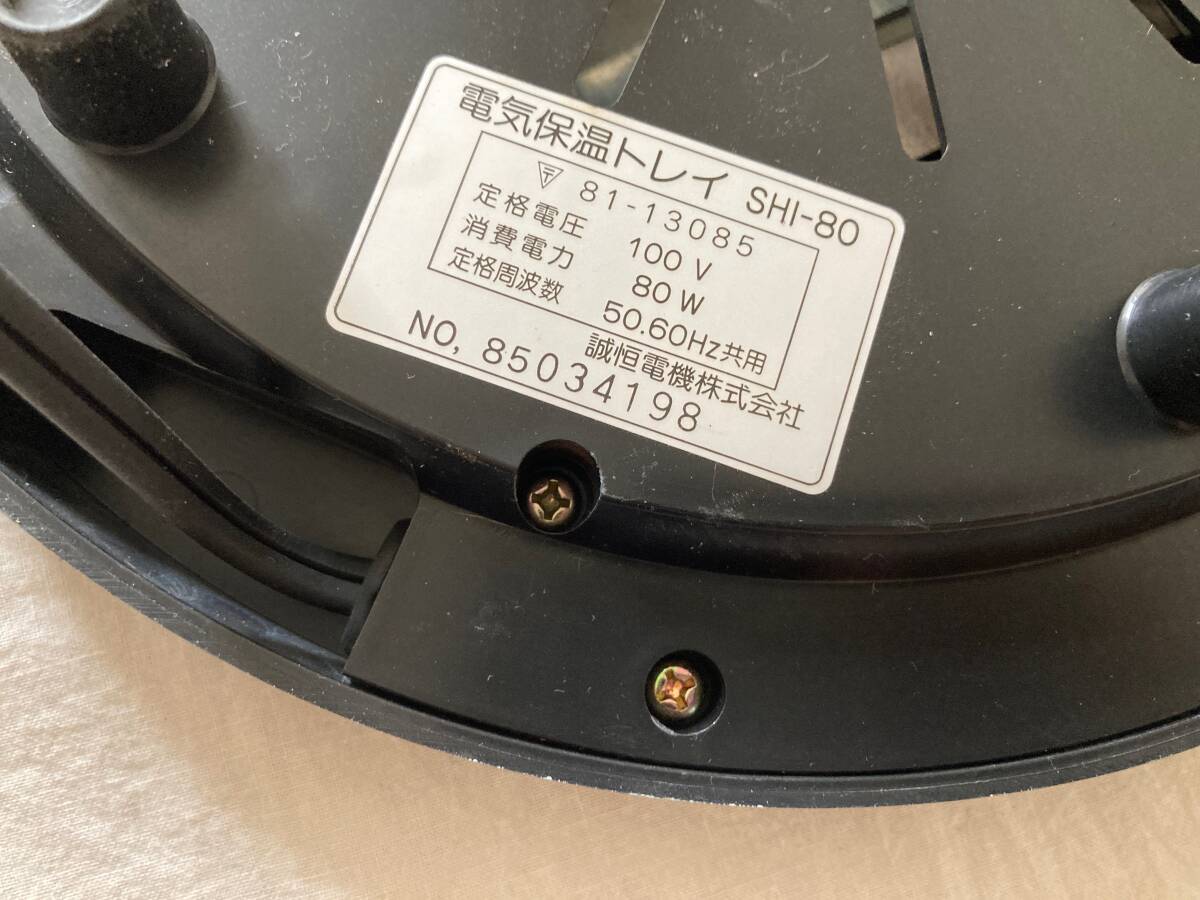 電気保温トレイ SHI-80
81-13085
定格電圧 100 V
消費電力 80 W
定格周波数 50.60Hz共用
誠恒電機株式会社
NO, 85034198